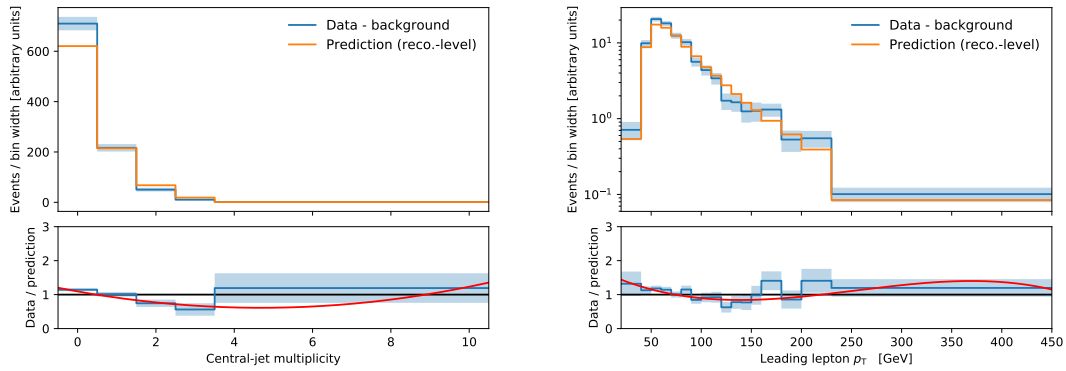 Events / bin width [arbitrary units]
600
400
200
0
Data - background
Prediction (reco.-level)
Data / prediction
3
2
1
0
0 2 4 6 8 10
Central-jet multiplicity
Events / bin width [arbitrary units]
10¹
10⁰
10⁻¹
Data - background
Prediction (reco.-level)
Data / prediction
3
2
1
0
50 100 150 200 250 300 350 400 450
Leading lepton p_T [GeV]